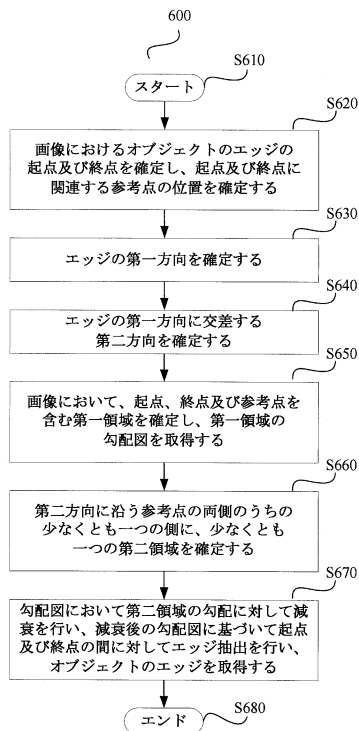 600
S610
スタート
S620
画像におけるオブジェクトのエッジの
起点及び終点を確定し、起点及び終点に
関連する参考点の位置を確定する
S630
エッジの第一方向を確定する
S640
エッジの第一方向に交差する
第二方向を確定する
S650
画像において、起点、終点及び参考点を
含む第一領域を確定し、第一領域の
勾配図を取得する
S660
第二方向に沿う参考点の両側のうちの
少なくとも一つの側に、少なくとも
一つの第二領域を確定する
S670
勾配図において第二領域の勾配に対して減
衰を行い、減衰後の勾配図に基づいて起点
及び終点の間に対してエッジ抽出を行い、
オブジェクトのエッジを取得する
S680
エンド